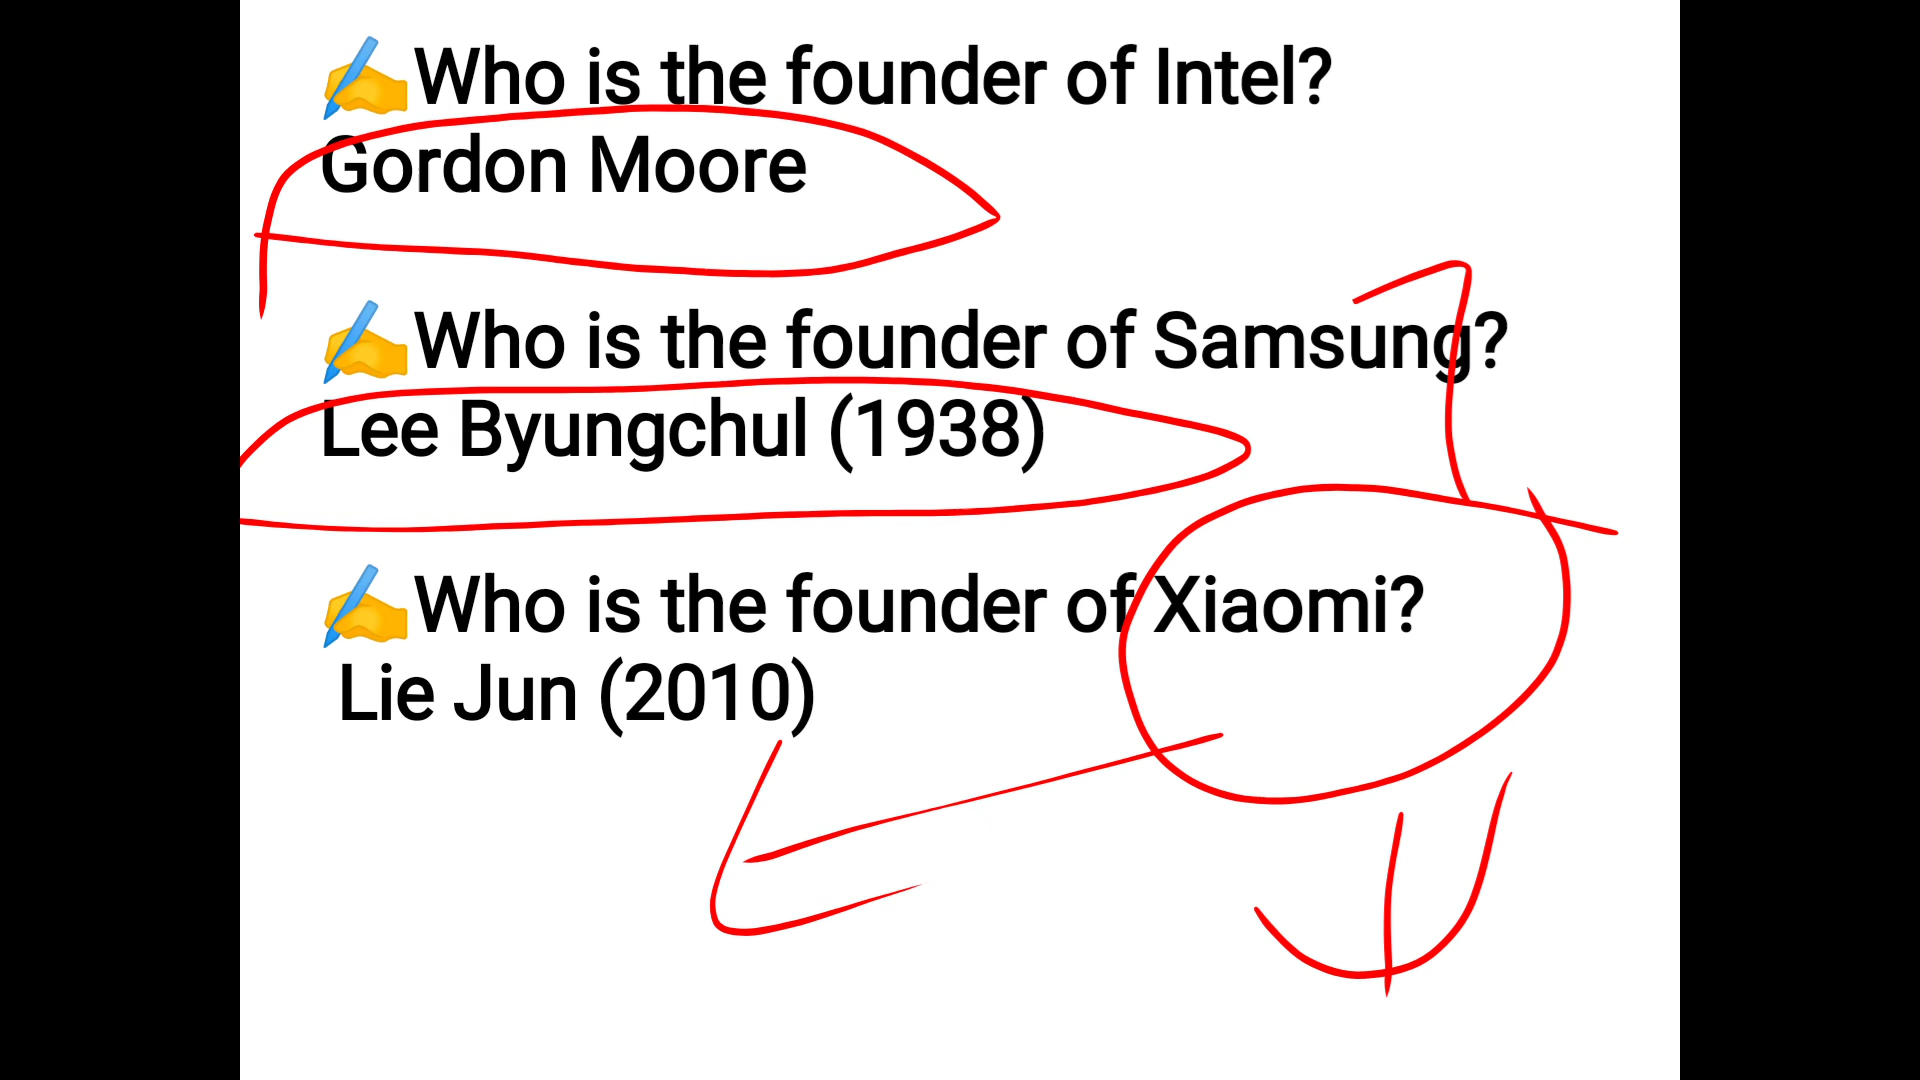 ✍Who is the founder of Intel?
Gordon Moore
✍Who is the founder of Samsung?
Lee Byungchul (1938)
✍Who is the founder of Xiaomi?
Lie Jun (2010)